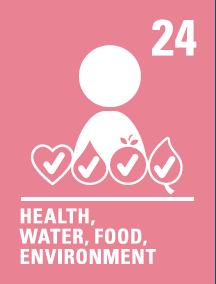 24
HEALTH,
WATER, FOOD,
ENVIRONMENT